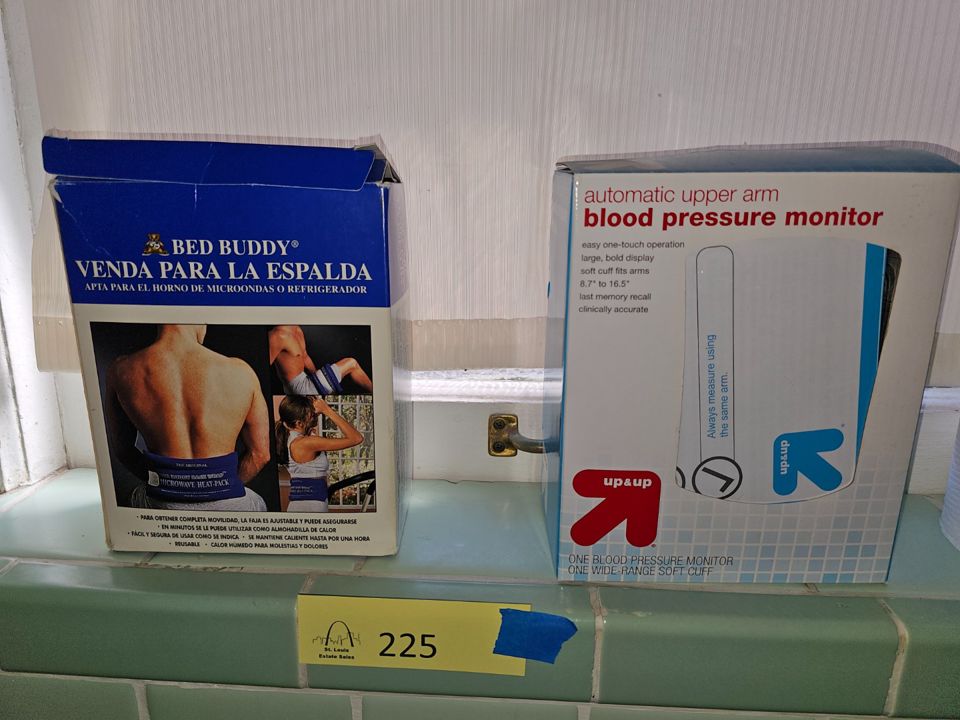 BED BUDDY®
VENDA PARA LA ESPALDA
APTA PARA EL HORNO DE MICROONDAS O REFRIGERADOR
THE ORIGINAL
MICROWAVE HEAT-PACK
• PARA OBTENER COMPLETA MOVILIDAD, LA FAJA ES AJUSTABLE Y PUEDE ASEGURARSE
• EN MINUTOS SE LE PUEDE UTILIZAR COMO ALMOHADILLA DE CALOR
• FÁCIL Y SEGURA DE USAR COMO SE INDICA • SE MANTIENE CALIENTE HASTA POR UNA HORA
• REUSABLE • CALOR HÚMEDO PARA MOLESTIAS Y DOLORES
automatic upper arm
blood pressure monitor
easy one-touch operation
large, bold display
soft cuff fits arms
8.7" to 16.5"
last memory recall
clinically accurate
Always measure using
the same arm.
up&up
L
up&up
ONE BLOOD PRESSURE MONITOR
ONE WIDE-RANGE SOFT CUFF
St. Louis
Estate Sales
225